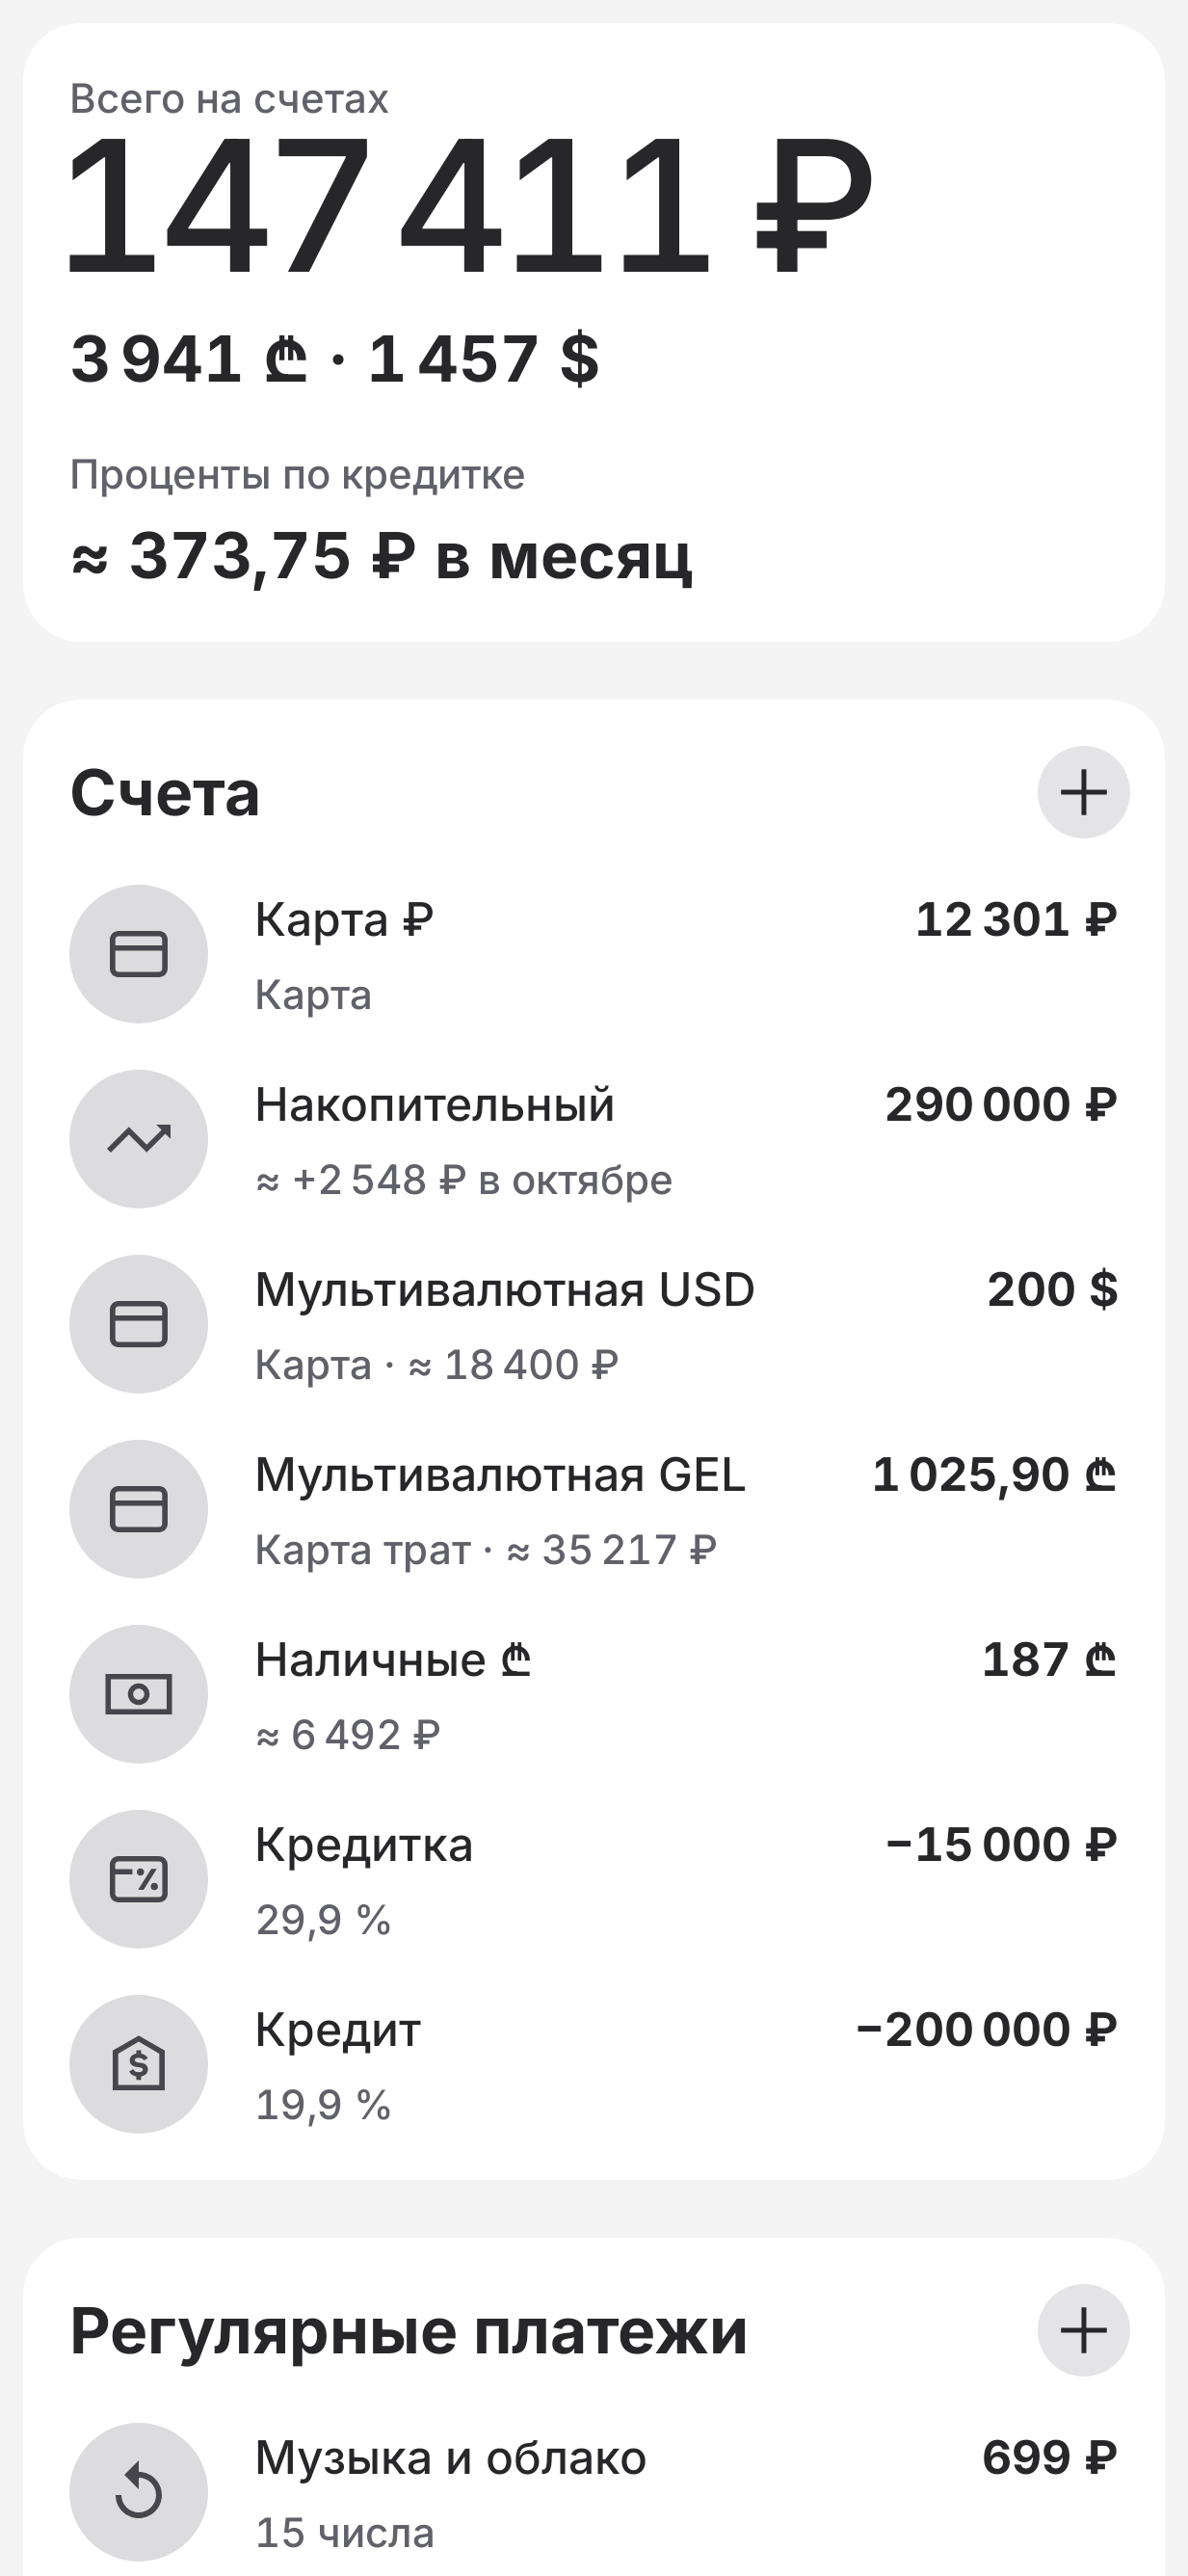 Всего на счетах
147 411 ₽
3 941 ₾ · 1 457 $
Проценты по кредитке
≈ 373,75 ₽ в месяц
Счета
Карта ₽
12 301 ₽
Карта
Накопительный
290 000 ₽
≈ +2 548 ₽ в октябре
Мультивалютная USD
200 $
Карта · ≈ 18 400 ₽
Мультивалютная GEL
1 025,90 ₾
Карта трат · ≈ 35 217 ₽
Наличные ₾
187 ₾
≈ 6 492 ₽
Кредитка
−15 000 ₽
29,9 %
Кредит
−200 000 ₽
19,9 %
Регулярные платежи
Музыка и облако
699 ₽
15 числа